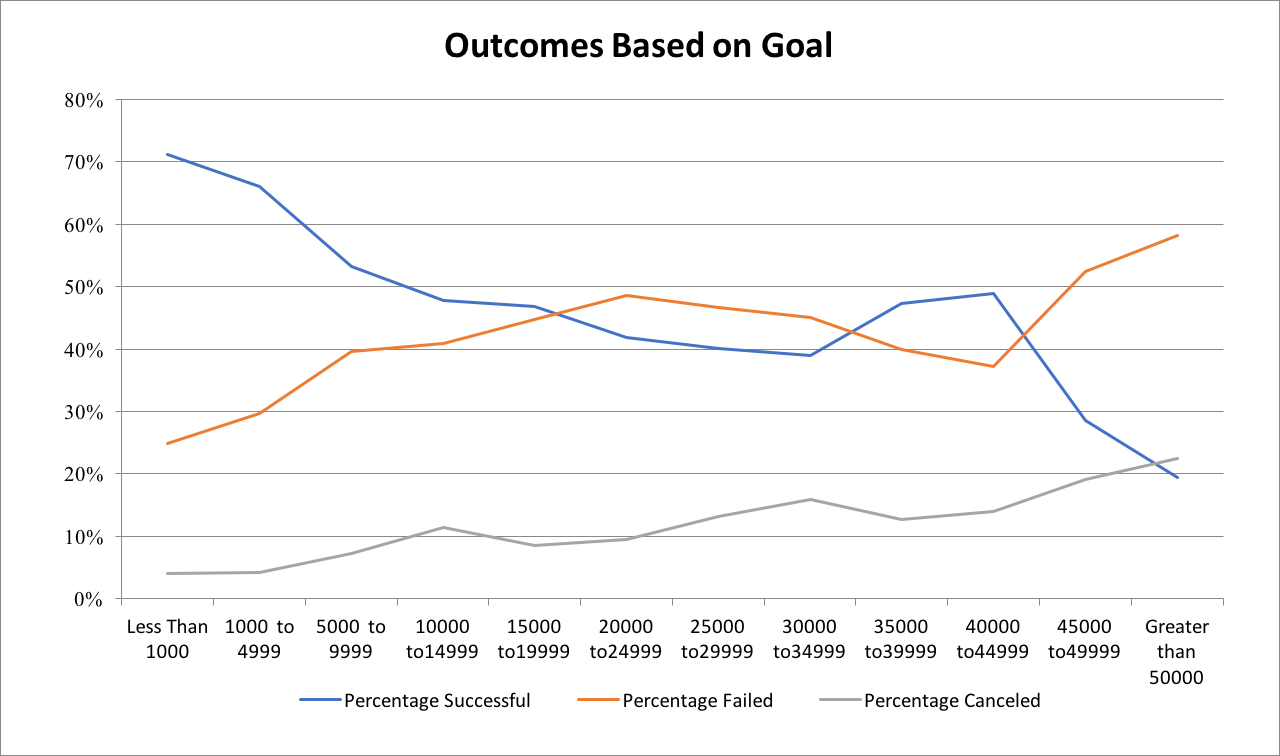 Outcomes Based on Goal
80%
70%
60%
50%
40%
30%
20%
10%
0%
Less Than 1000
1000 to 4999
5000 to 9999
10000 to14999
15000 to19999
20000 to24999
25000 to29999
30000 to34999
35000 to39999
40000 to44999
45000 to49999
Greater than 50000
Percentage Successful
Percentage Failed
Percentage Canceled